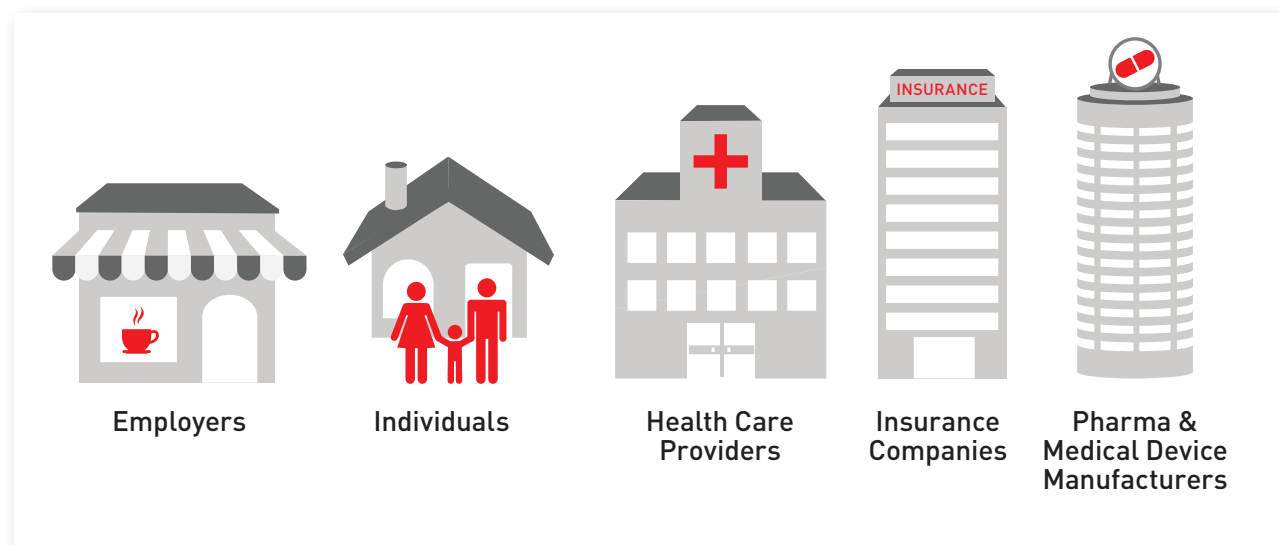 INSURANCE
Employers
Individuals
Health Care
Providers
Insurance
Companies
Pharma &
Medical Device
Manufacturers